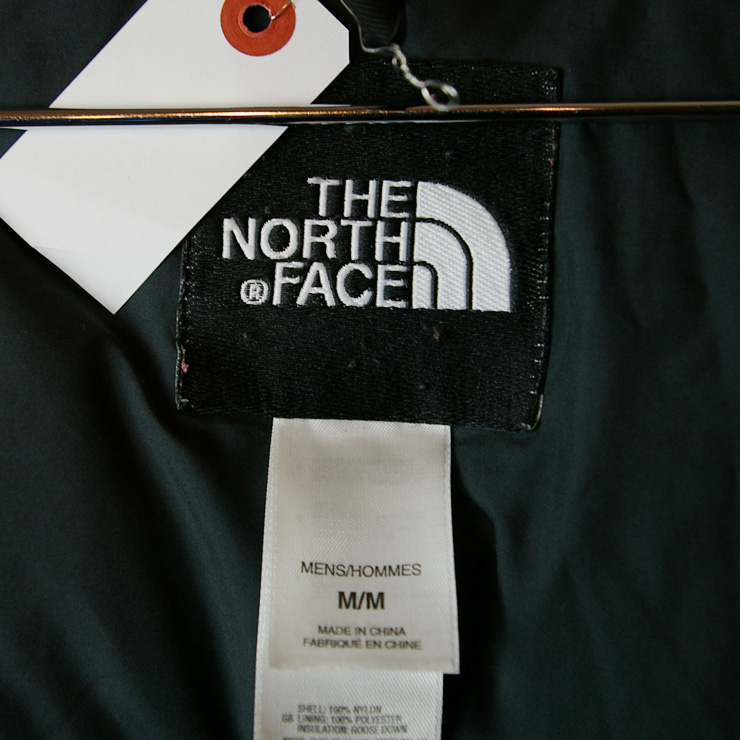 THE
NORTH
® FACE
MENS/HOMMES
M/M
MADE IN CHINA
FABRIQUÉ EN CHINE
SHELL: 100% NYLON
GB LINING: 100% POLYESTER
INSULATION: GOOSE DOWN